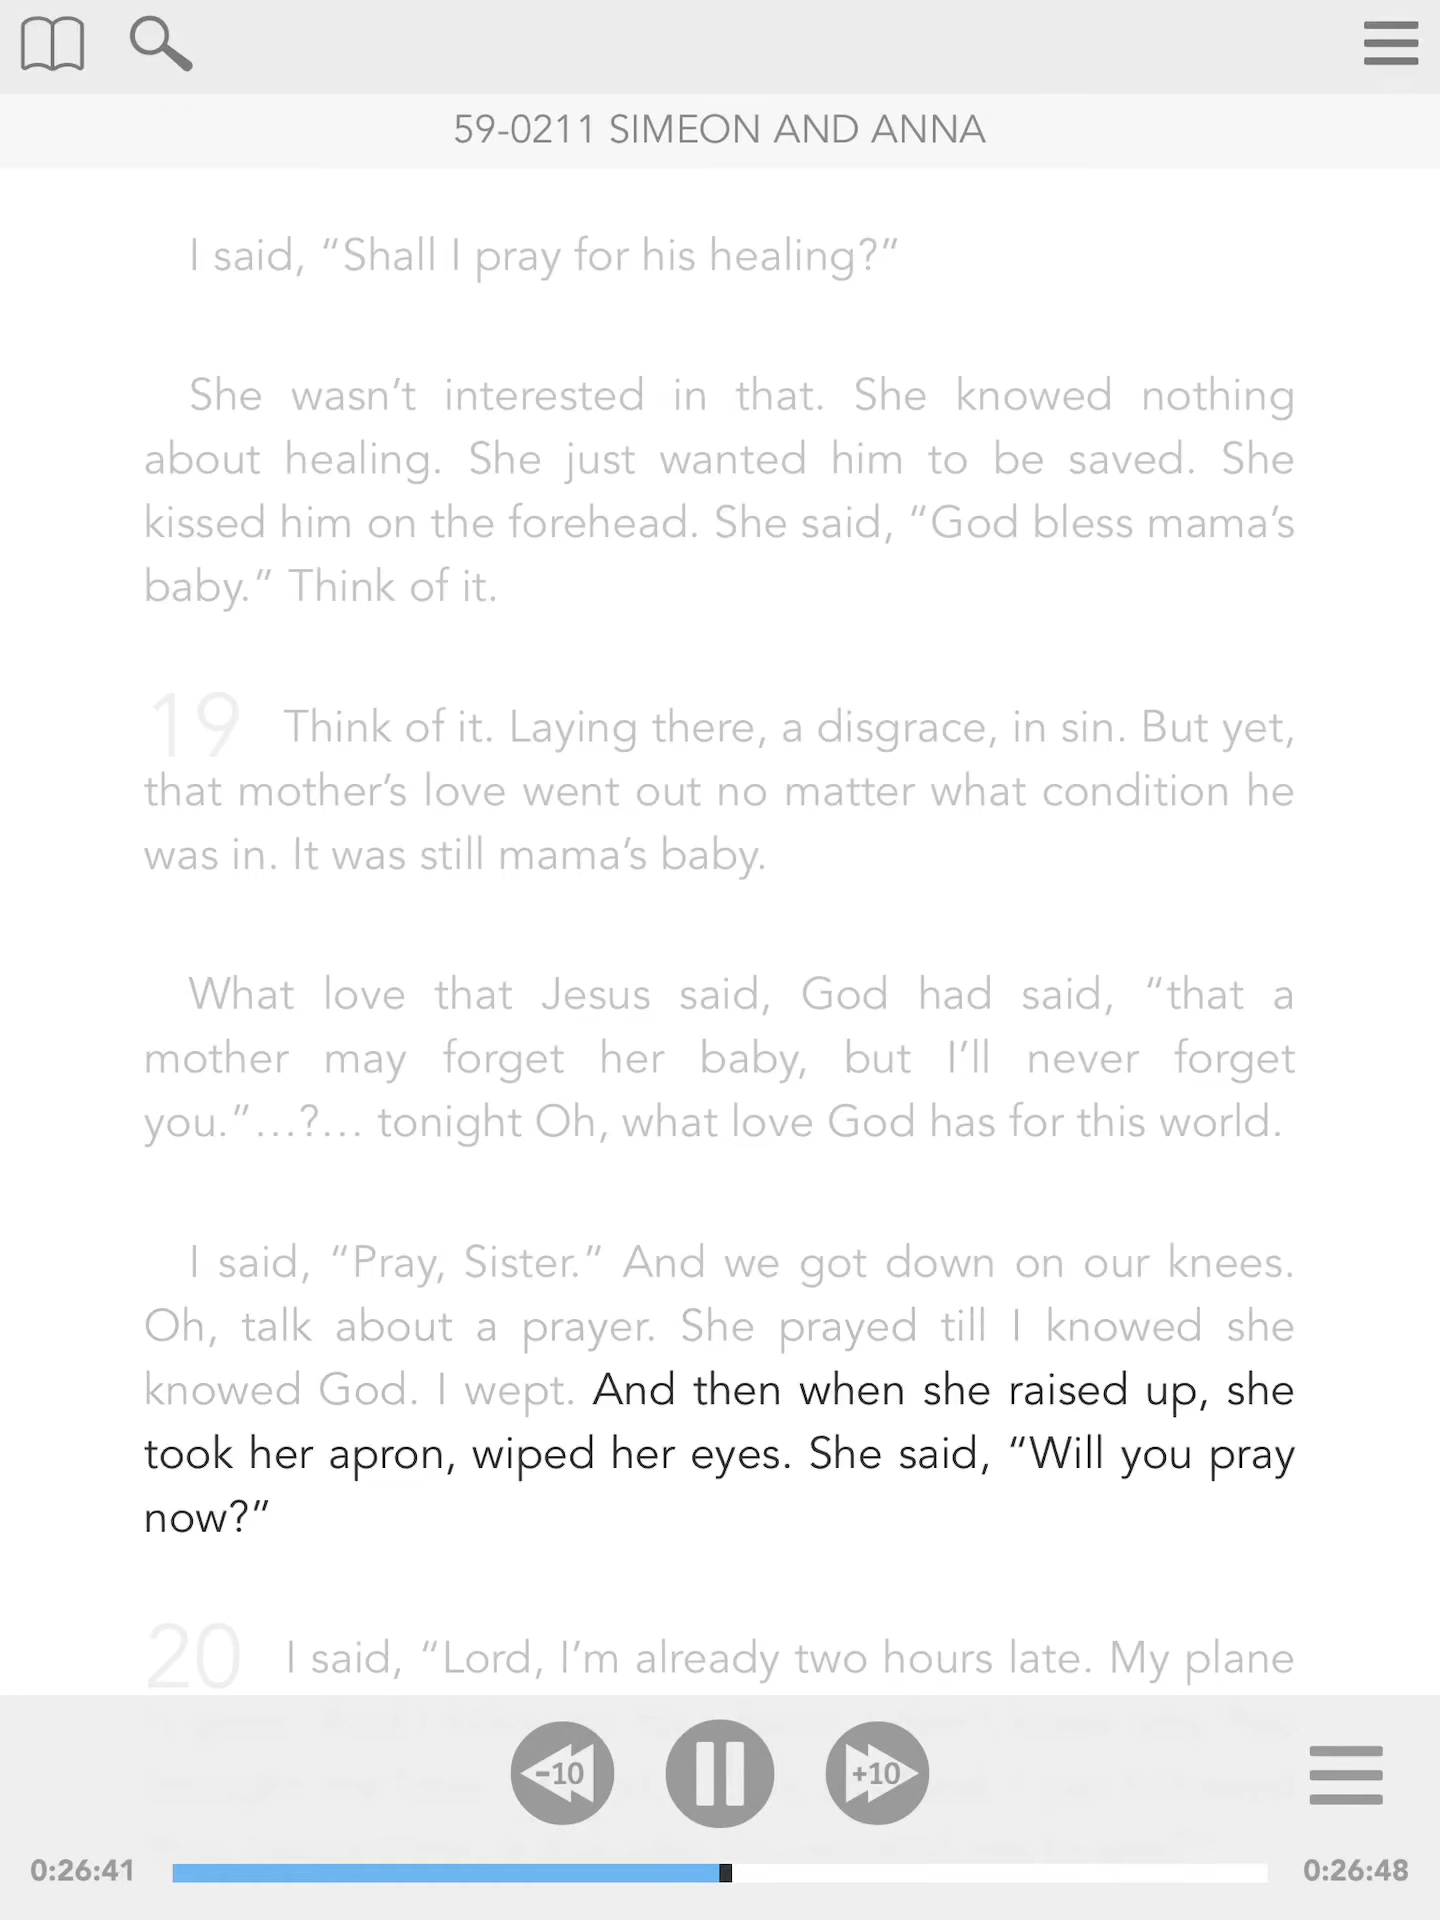 59-0211 SIMEON AND ANNA
I said, “Shall I pray for his healing?”
She wasn’t interested in that. She knowed nothing
about healing. She just wanted him to be saved. She
kissed him on the forehead. She said, “God bless mama’s
baby.” Think of it.
19 Think of it. Laying there, a disgrace, in sin. But yet,
that mother’s love went out no matter what condition he
was in. It was still mama’s baby.
What love that Jesus said, God had said, “that a
mother may forget her baby, but I’ll never forget
you.”…?… tonight Oh, what love God has for this world.
I said, “Pray, Sister.” And we got down on our knees.
Oh, talk about a prayer. She prayed till I knowed she
knowed God. I wept. And then when she raised up, she
took her apron, wiped her eyes. She said, “Will you pray
now?”
20 I said, “Lord, I’m already two hours late. My plane
-10 +10
0:26:41 0:26:48